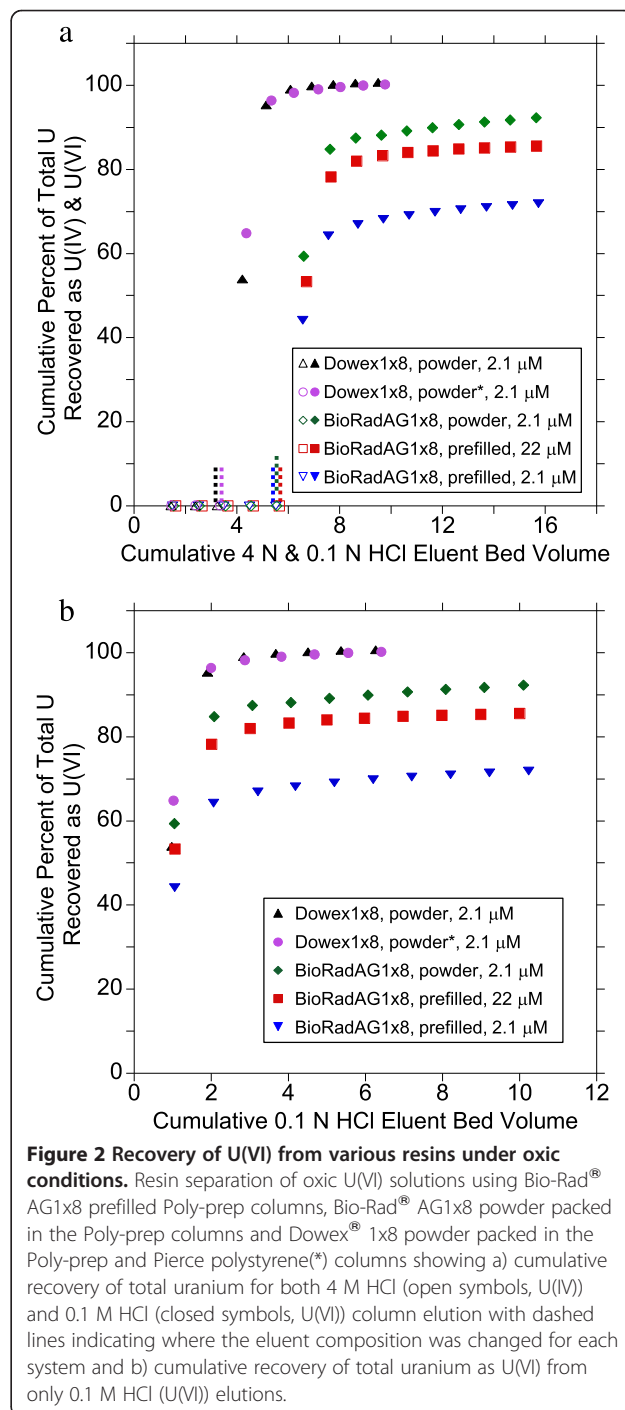 a
100
80
60
40
20
0
Cumulative Percent of Total U
Recovered as U(IV) & U(VI)
Dowex1x8, powder, 2.1 μM
Dowex1x8, powder*, 2.1 μM
BioRadAG1x8, powder, 2.1 μM
BioRadAG1x8, prefilled, 22 μM
BioRadAG1x8, prefilled, 2.1 μM
0 4 8 12 16
Cumulative 4 N & 0.1 N HCl Eluent Bed Volume
b
100
80
60
40
20
0
Cumulative Percent of Total U
Recovered as U(VI)
Dowex1x8, powder, 2.1 μM
Dowex1x8, powder*, 2.1 μM
BioRadAG1x8, powder, 2.1 μM
BioRadAG1x8, prefilled, 22 μM
BioRadAG1x8, prefilled, 2.1 μM
0 2 4 6 8 10 12
Cumulative 0.1 N HCl Eluent Bed Volume
Figure 2 Recovery of U(VI) from various resins under oxic
conditions. Resin separation of oxic U(VI) solutions using Bio-Rad®
AG1x8 prefilled Poly-prep columns, Bio-Rad® AG1x8 powder packed
in the Poly-prep columns and Dowex® 1x8 powder packed in the
Poly-prep and Pierce polystyrene(*) columns showing a) cumulative
recovery of total uranium for both 4 M HCl (open symbols, U(IV))
and 0.1 M HCl (closed symbols, U(VI)) column elution with dashed
lines indicating where the eluent composition was changed for each
system and b) cumulative recovery of total uranium as U(VI) from
only 0.1 M HCl (U(VI)) elutions.